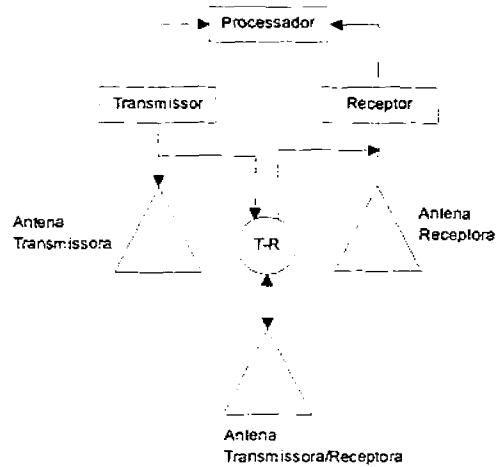 Processador
Transmissor
Receptor
Antena
Transmissora
T-R
Antena
Receptora
Antena
Transmissora/Receptora